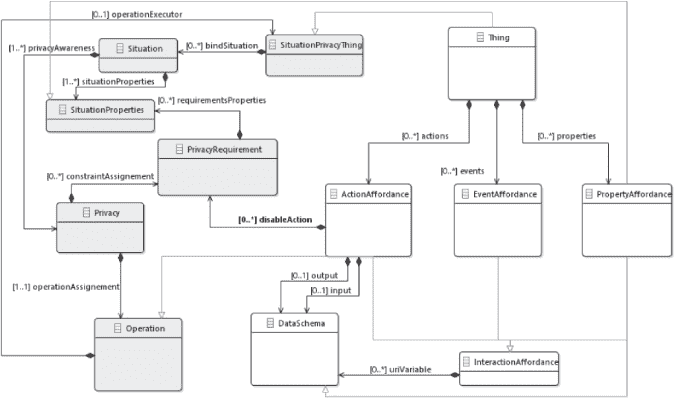 [0..1] operationExecutor
[1..*] privacyAwareness
Situation
[0..*] bindSituation
SituationPrivacyThing
Thing
[1..*] situationProperties
SituationProperties
[0..*] requirementsProperties
[0..*] actions
[0..*] properties
PrivacyRequirement
[0..*] events
[0..*] constraintAssignment
ActionAffordance
EventAffordance
PropertyAffordance
Privacy
[0..*] disableAction
[0..1] output
[1..1] operationAssignement
[0..1] input
Operation
DataSchema
InteractionAffordance
[0..*] uriVariable